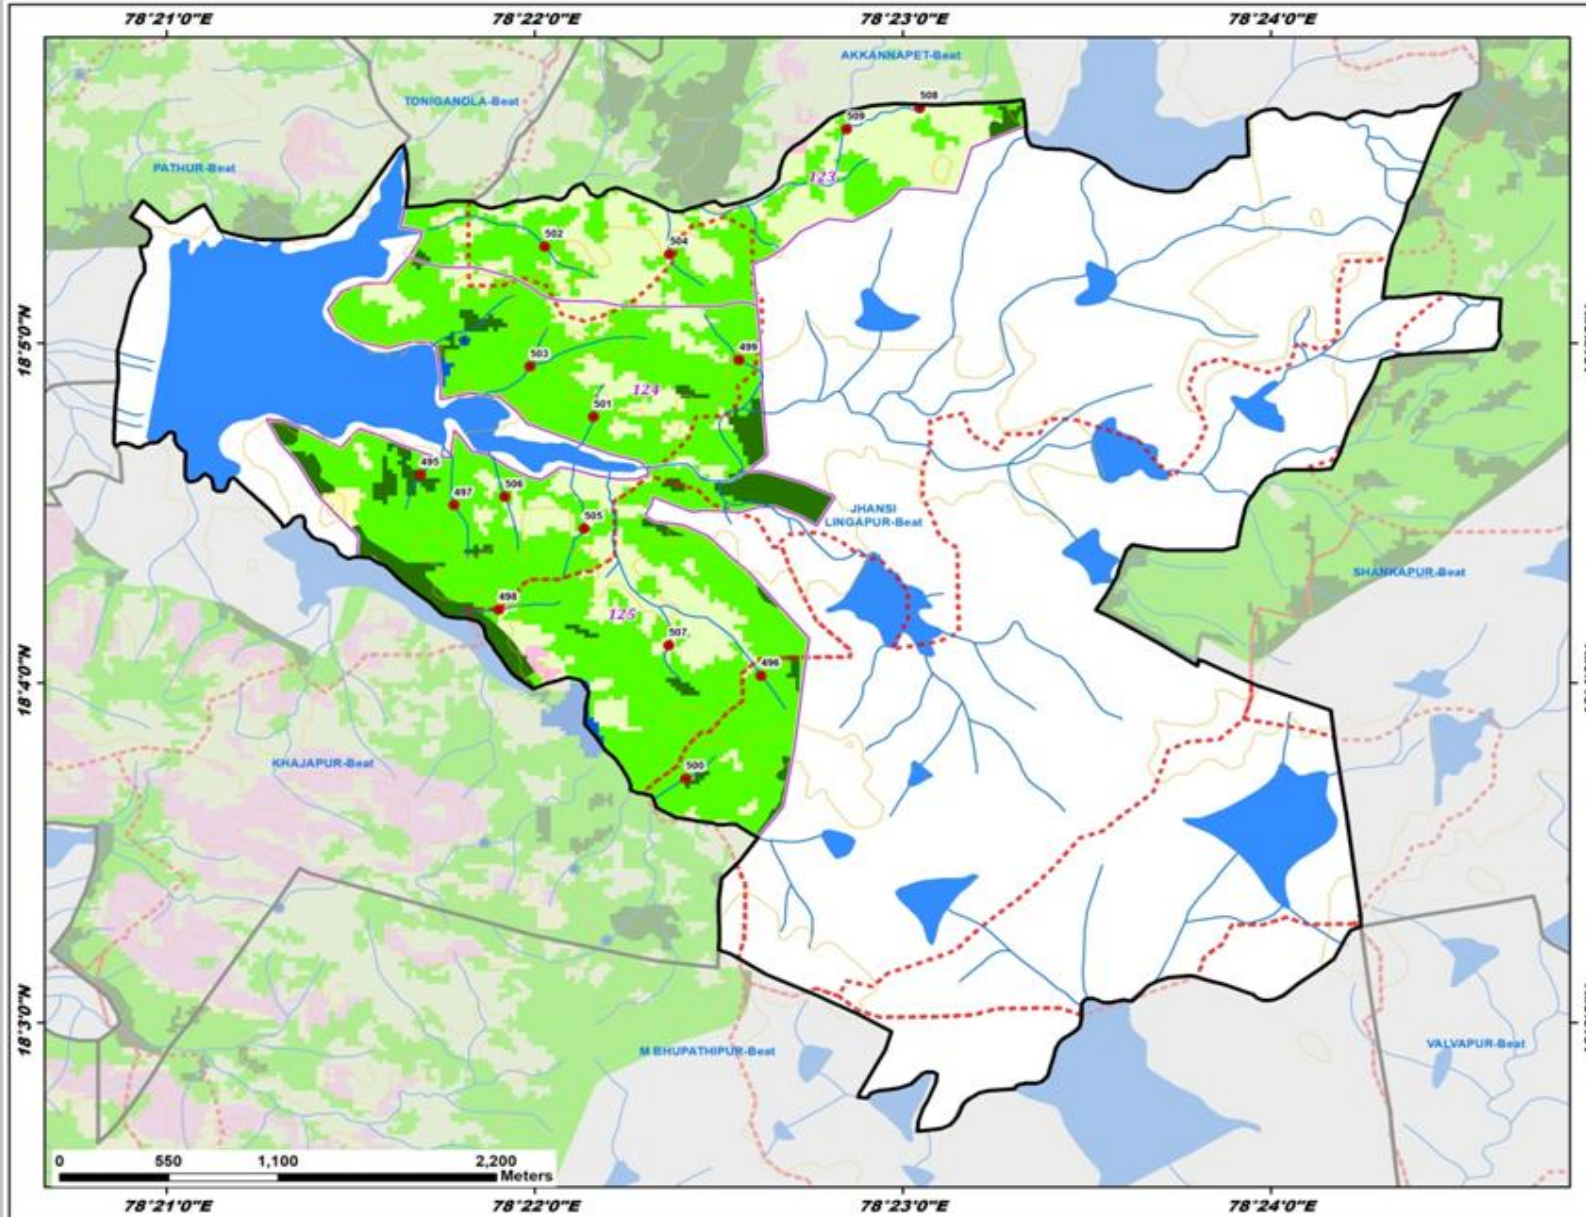 78°21'0"E 78°22'0"E 78°23'0"E 78°24'0"E
AKKANNAPET-Beat
TONIGANOLA-Beat
508
509
PATHUR-Beat
123
502
504
18°5'0"N
503
499
124
501
495
497
506
JHANSI
LINGAPUR-Beat
505
SHANKAPUR-Beat
498
125
507
496
18°4'0"N
KHAJAPUR-Beat
500
18°3'0"N
M BHUPATHIPUR-Beat
VALVAPUR-Beat
0 550 1,100 2,200
Meters
78°21'0"E 78°22'0"E 78°23'0"E 78°24'0"E